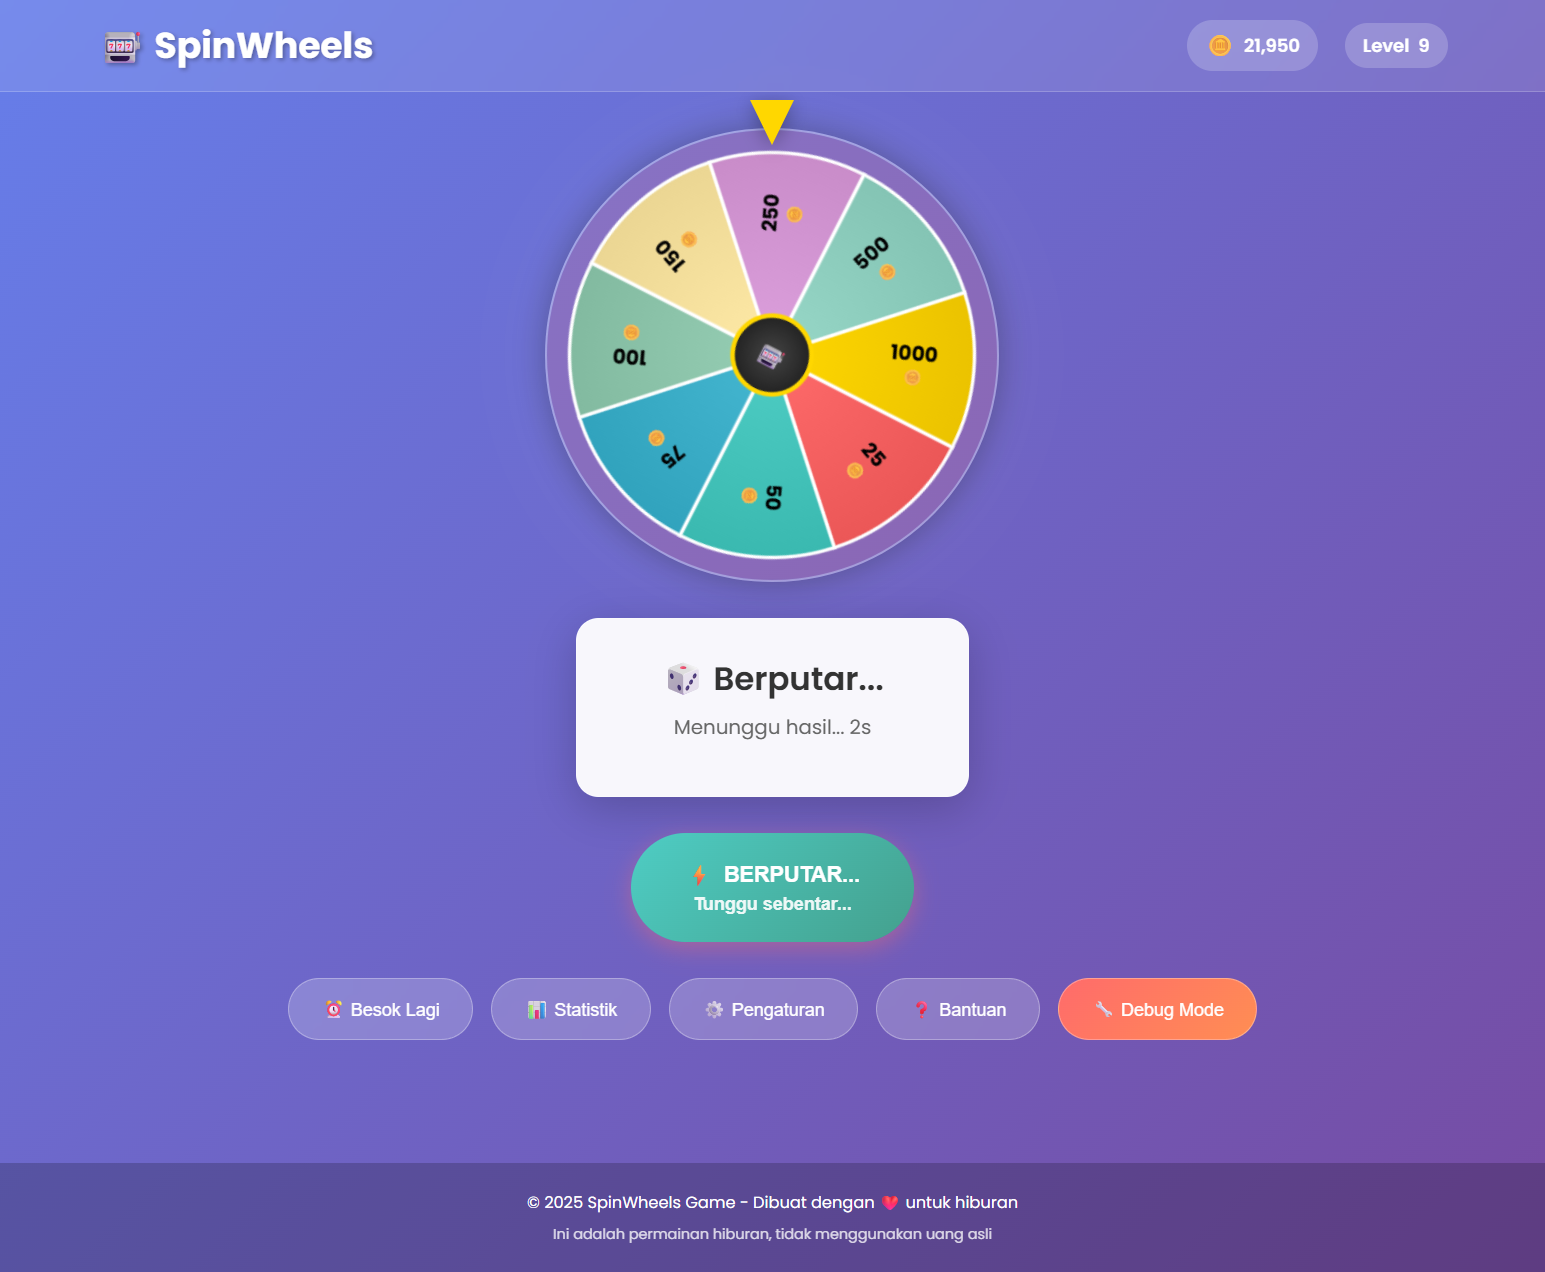 SpinWheels
21,950
Level 9
250
500
1000
25
50
75
100
150
Berputar...
Menunggu hasil... 2s
BERPUTAR...
Tunggu sebentar...
Besok Lagi
Statistik
Pengaturan
Bantuan
Debug Mode
© 2025 SpinWheels Game - Dibuat dengan 💖 untuk hiburan
Ini adalah permainan hiburan, tidak menggunakan uang asli